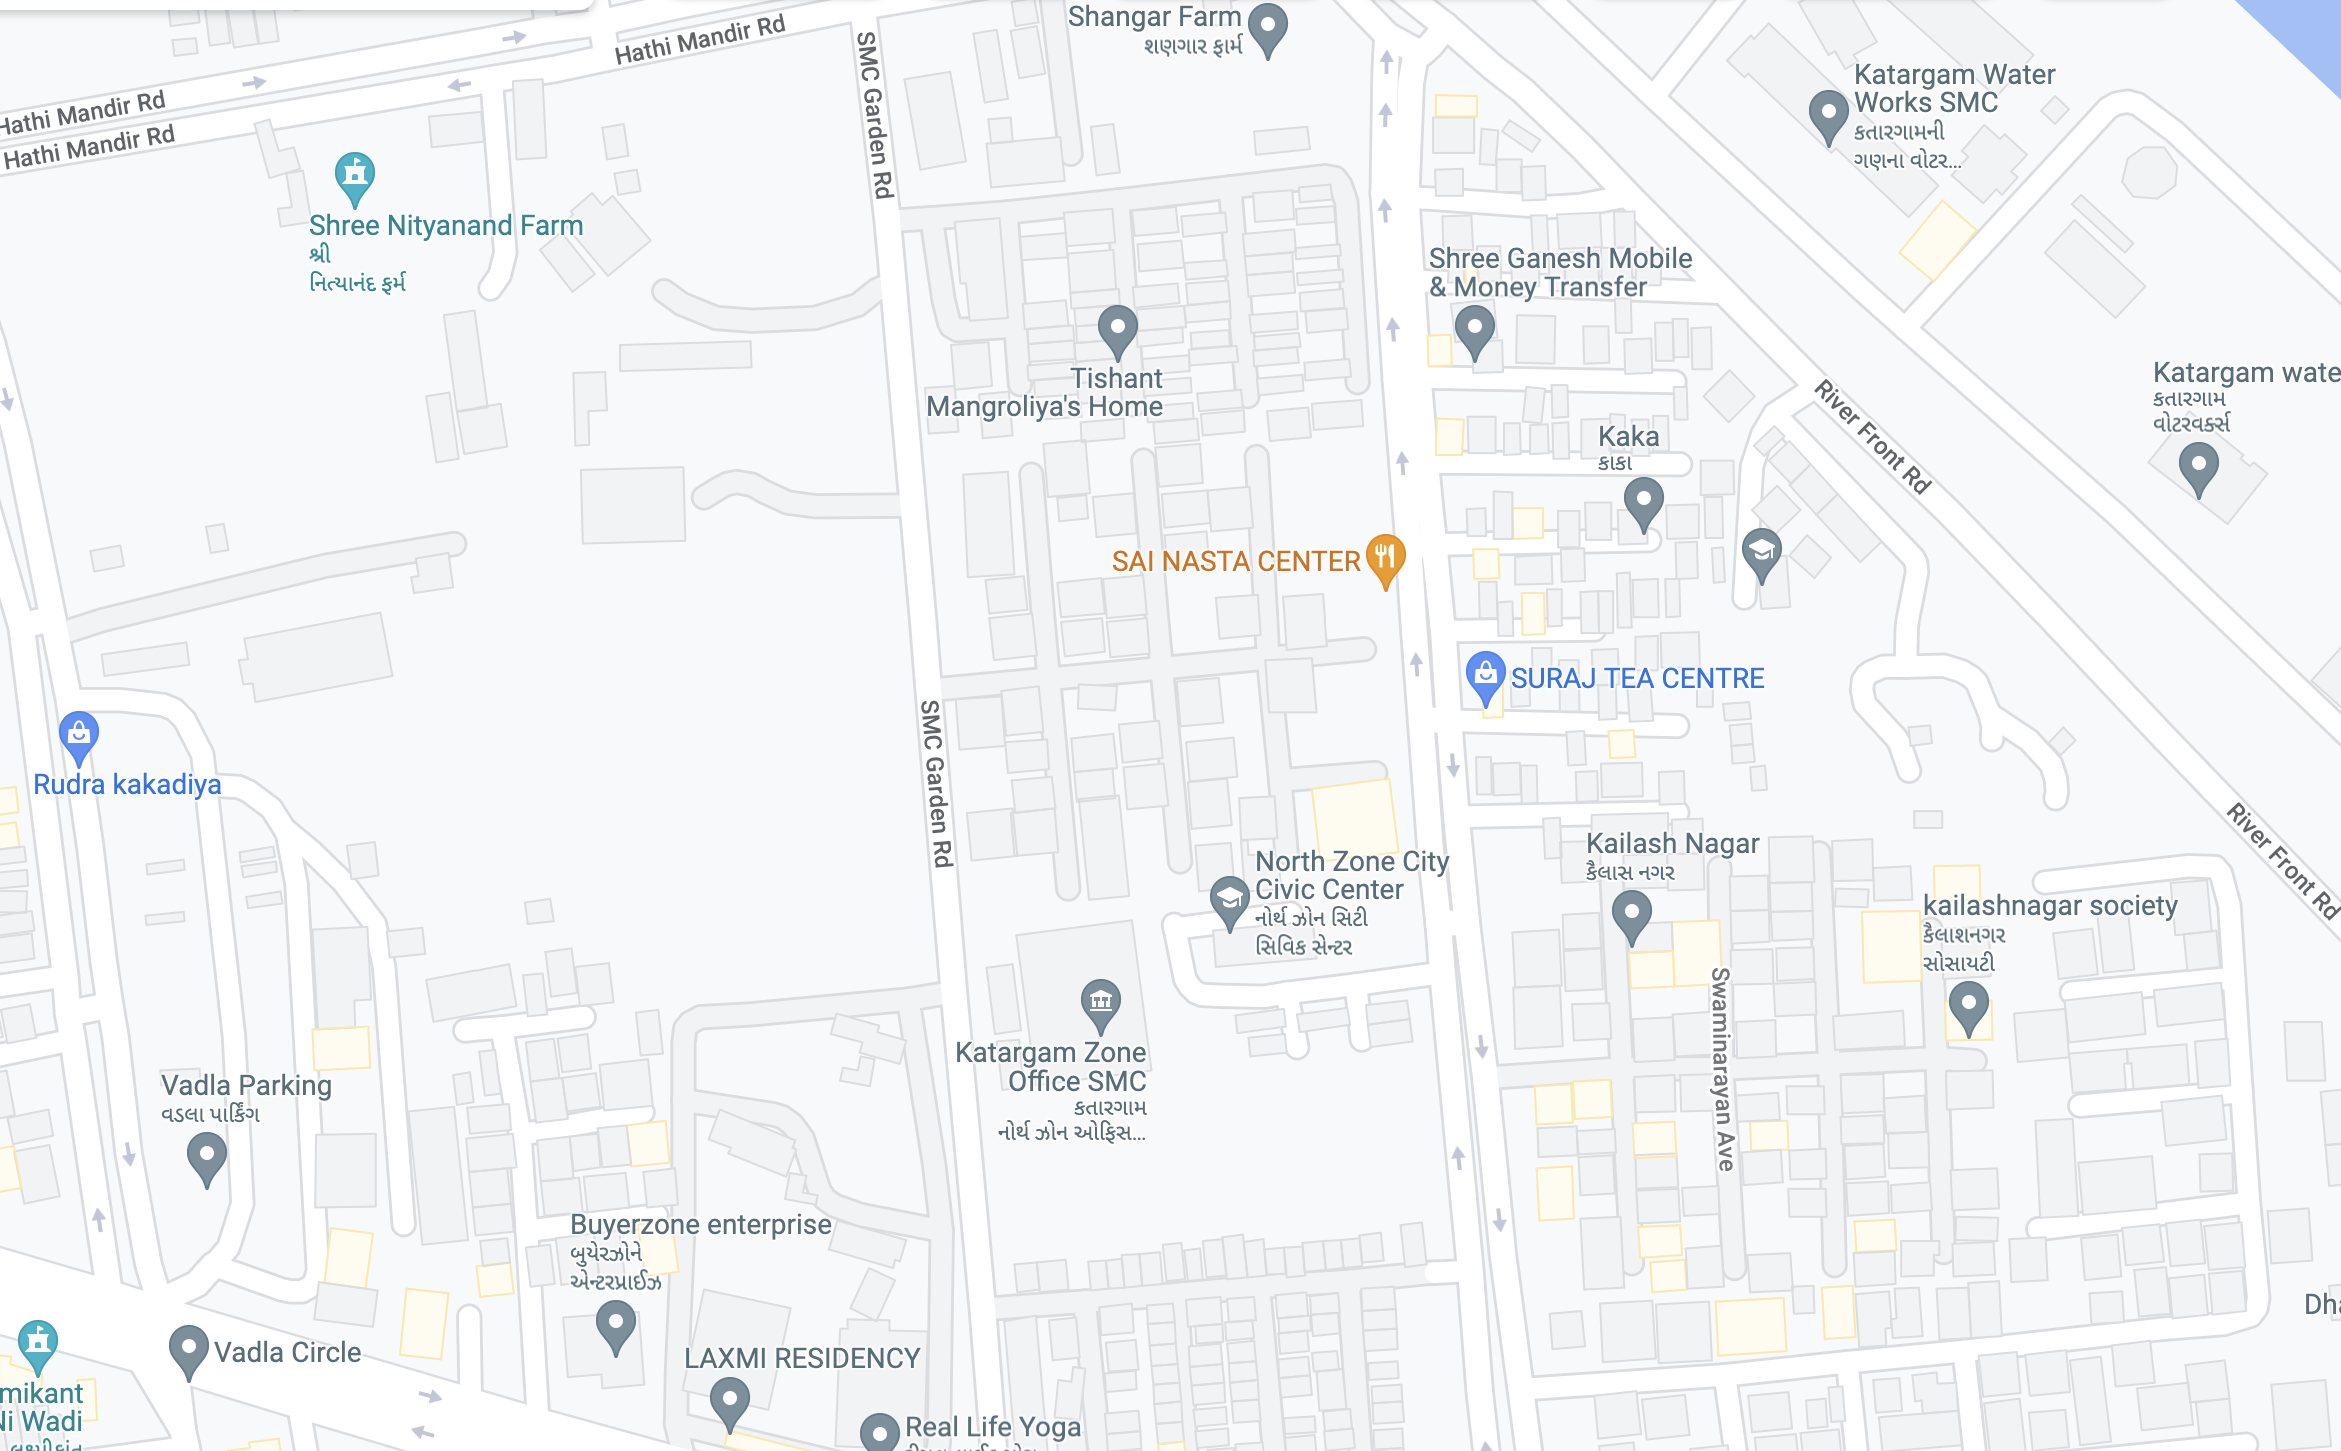 Shangar Farm
શણગાર ફાર્મ
Hathi Mandir Rd
Hathi Mandir Rd
Hathi Mandir Rd
SMC Garden Rd
Katargam Water
Works SMC
કતારગામની
ગણના વોટર...
Shree Nityanand Farm
શ્રી
નિત્યાનંદ ફર્મ
Shree Ganesh Mobile
& Money Transfer
Tishant
Mangroliya's Home
River Front Rd
Katargam wate
કતારગામ
વોટરવર્ક્સ
Kaka
કાકા
SAI NASTA CENTER
SURAJ TEA CENTRE
SMC Garden Rd
Rudra kakadiya
River Front Rd
Kailash Nagar
કૈલાસ નગર
North Zone City
Civic Center
નોર્થ ઝોન સિટી
સિવિક સેન્ટર
kailashnagar society
કૈલાશનગર
સોસાયટી
Swaminarayan Ave
Katargam Zone
Office SMC
કતારગામ
નોર્થ ઝોન ઓફિસ...
Vadla Parking
વડલા પાર્કિંગ
Buyerzone enterprise
બુયેરઝોને
એન્ટરપ્રાઈઝ
Dha
Vadla Circle
LAXMI RESIDENCY
mikant
Ni Wadi
Real Life Yoga